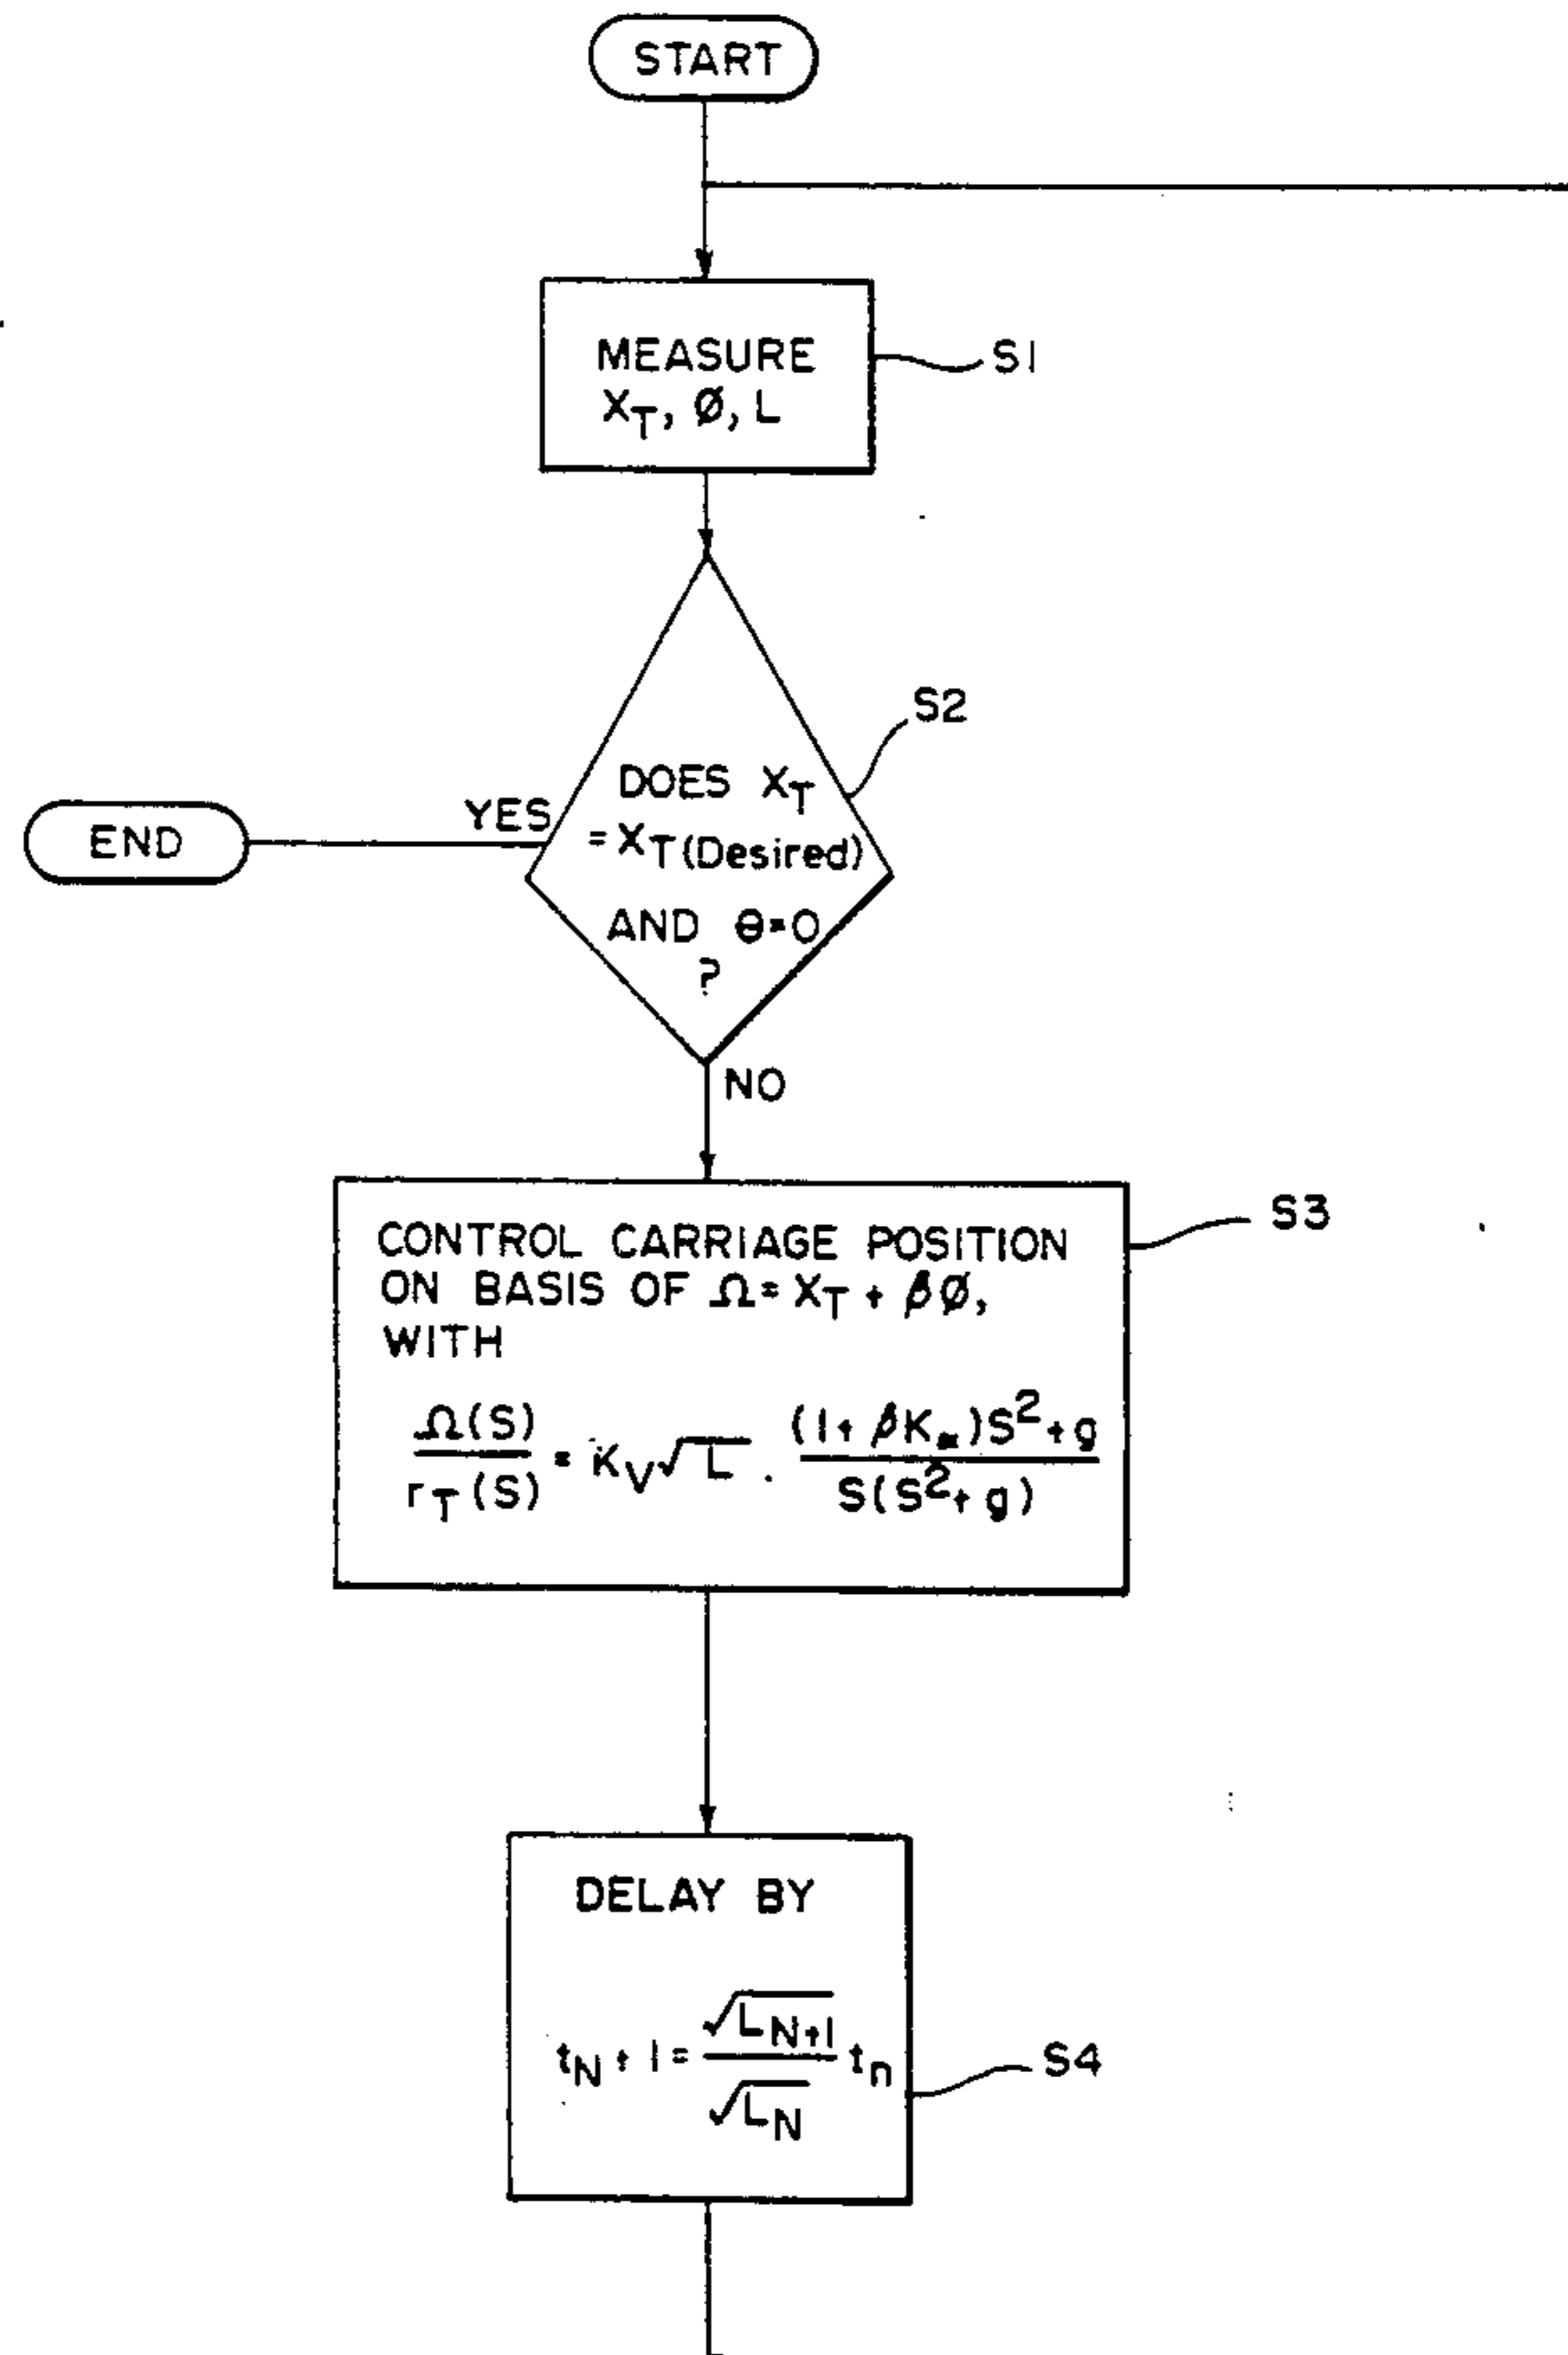 START
MEASURE
X_T, Ø, L
S1
S2
DOES X_T
= X_T(Desired)
AND θ=0
?
YES
END
NO
S3
CONTROL CARRIAGE POSITION
ON BASIS OF Ω = X_T + βØ,
WITH
Ω(S) / r_T(S) = K_V √L · ((1 + βK)S² + g) / (S(S² + g))
DELAY BY
t_N + 1 = (√L_N+1 / √L_N) t_n
S4